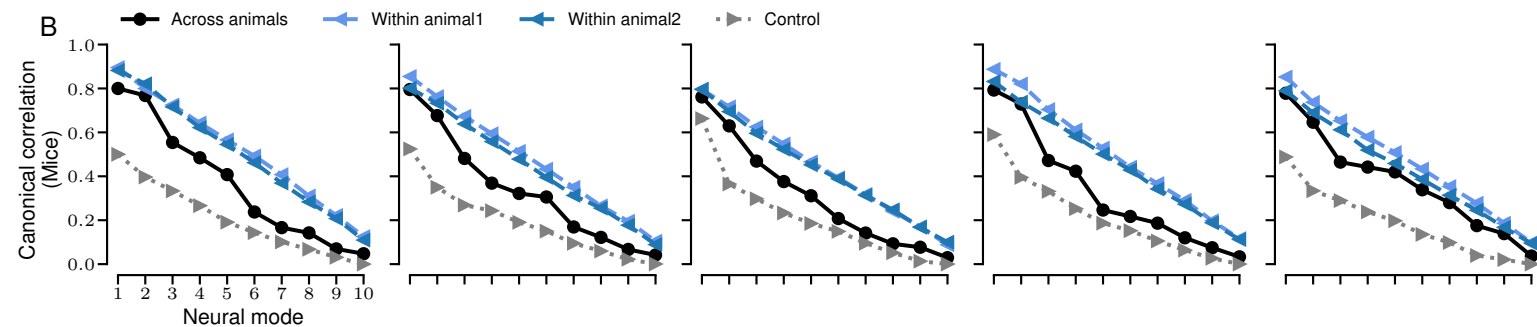 B
Across animals Within animal1 Within animal2 Control
Canonical correlation
(Mice)
1.0
0.8
0.6
0.4
0.2
0.0
1 2 3 4 5 6 7 8 9 10
Neural mode